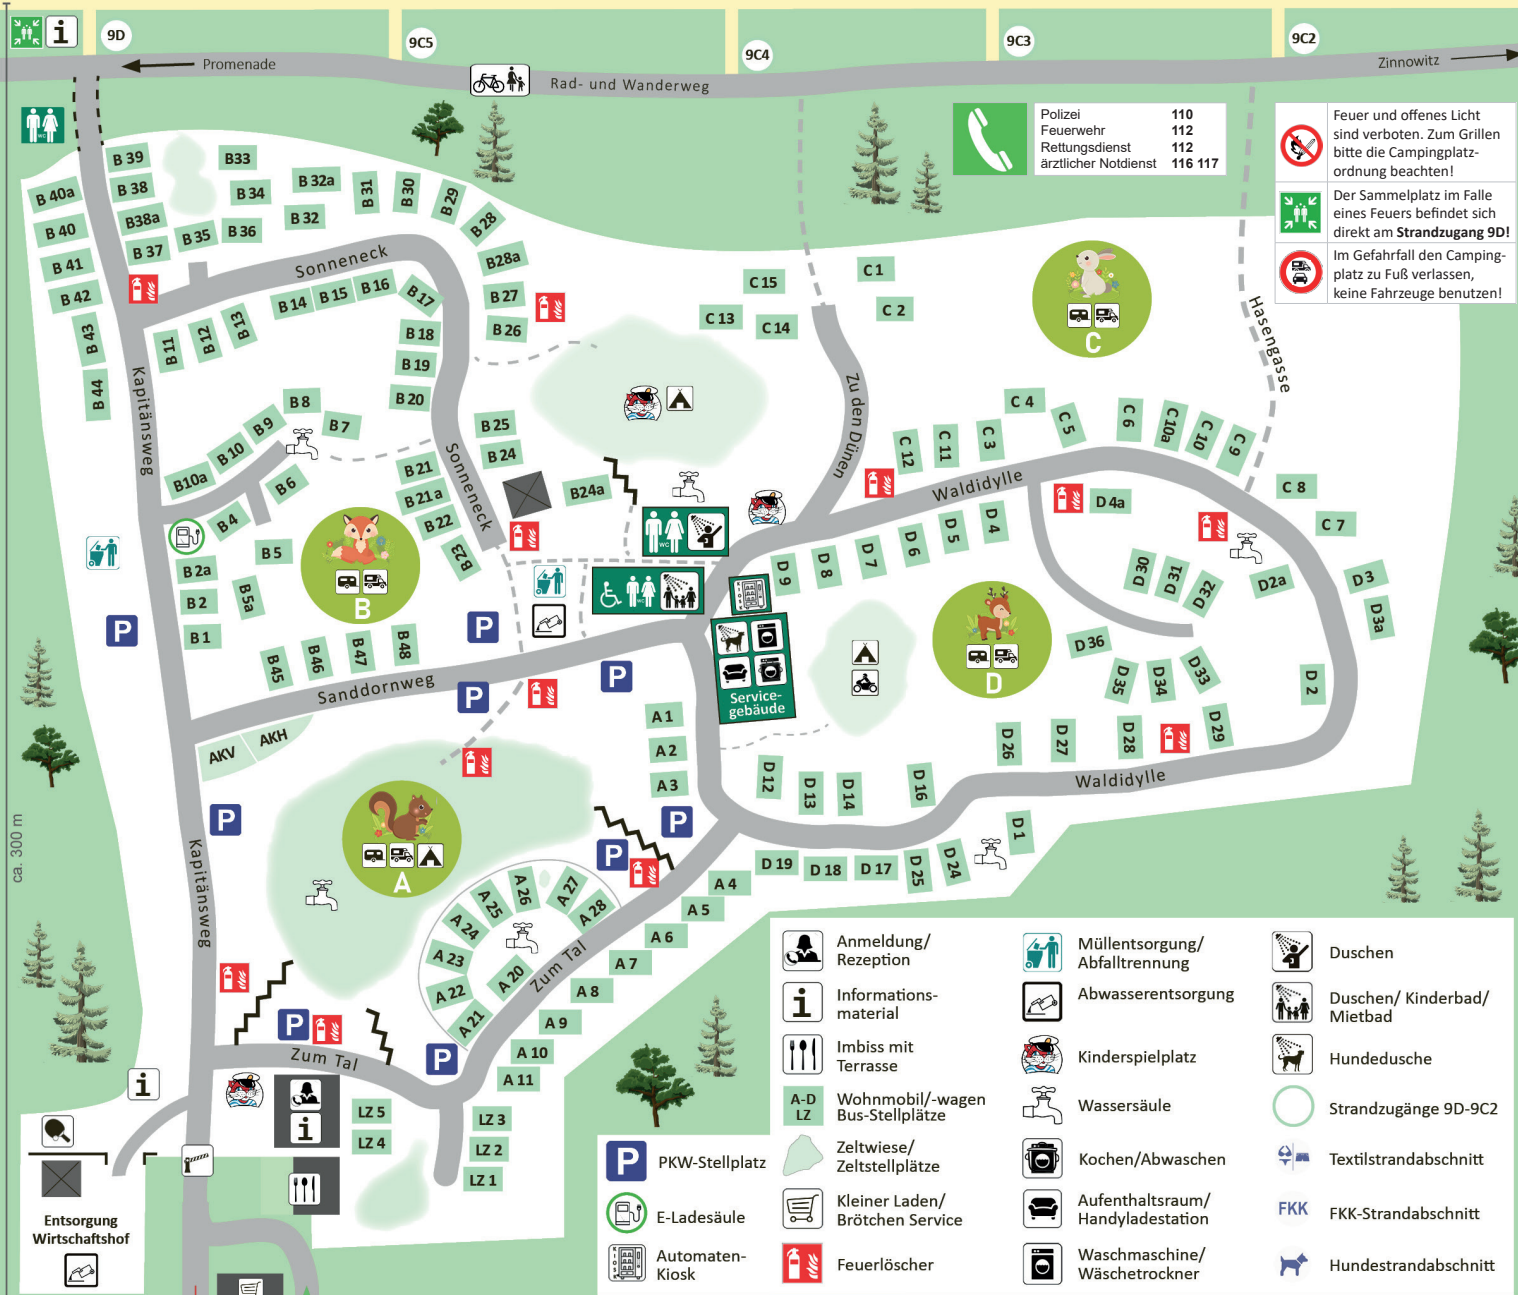 9D
9C5
9C4
9C3
9C2
Promenade
Rad- und Wanderweg
Zinnowitz
WC
Polizei 110
Feuerwehr 112
Rettungsdienst 112
ärztlicher Notdienst 116 117
Feuer und offenes Licht
sind verboten. Zum Grillen
bitte die Campingplatz-
ordnung beachten!
Der Sammelplatz im Falle
eines Feuers befindet sich
direkt am Strandzugang 9D!
Im Gefahrfall den Camping-
platz zu Fuß verlassen,
keine Fahrzeuge benutzen!
B 39
B33
B 40a
B 38
B 34
B 32a
B 31
B 30
B 29
B 40
B38a
B 35
B 36
B 32
B 28
B 41
B 37
Sonneneck
B28a
B 42
B 14
B 15
B 16
B 17
B 27
B 26
B 43
B 11
B 12
B 13
B 18
B 19
B 44
B 20
Kapitänsweg
B 8
B 9
B 7
B 10
B10a
B 6
B 4
B 5
B 25
B 24
B24a
B 21
B 21 a
B 22
B 23
Sonneneck
B 2a
B 2
B 5a
B 1
B
B 45
B 46
B 47
B 48
Sanddornweg
AKV
AKH
C 15
C 13
C 14
C 1
C 2
C
Hasengasse
Zu den Dünen
C 12
C 11
C 3
C 4
C 5
C 6
C10a
C 10
C 9
C 8
C 7
Waldidylle
WC
WC
KIOSK
Service-
gebäude
D 9
D 8
D 7
D 6
D 5
D 4
D 4a
D 30
D 31
D 32
D2a
D 3
D3a
D 36
D 35
D 34
D 33
D 2
D
D 26
D 27
D 28
D 29
Waldidylle
D 12
D 13
D 14
D 16
D 1
D 19
D 18
D 17
D 25
D 24
A 1
A 2
A 3
P
P
P
P
P
P
P
P
P
A
A 4
A 5
A 6
A 7
A 8
A 9
A 10
A 11
A 28
A 27
A 26
A 25
A 24
A 23
A 22
A 21
A 20
Zum Tal
Kapitänsweg
Zum Tal
ca. 300 m
i
i
i
LZ 5
LZ 4
LZ 3
LZ 2
LZ 1
Entsorgung
Wirtschaftshof
Anmeldung/
Rezeption
i
Informations-
material
Imbiss mit
Terrasse
A-D
LZ
Wohnmobil/-wagen
Bus-Stellplätze
Zeltwiese/
Zeltstellplätze
Kleiner Laden/
Brötchen Service
Feuerlöscher
P
PKW-Stellplatz
E-Ladesäule
KIOSK
Automaten-
Kiosk
Müllentsorgung/
Abfalltrennung
Abwasserentsorgung
Kinderspielplatz
Wassersäule
Kochen/Abwaschen
Aufenthaltsraum/
Handyladestation
Waschmaschine/
Wäschetrockner
Duschen
Duschen/ Kinderbad/
Mietbad
Hundedusche
Strandzugänge 9D-9C2
Textilstrandabschnitt
FKK
FKK-Strandabschnitt
Hundestrandabschnitt